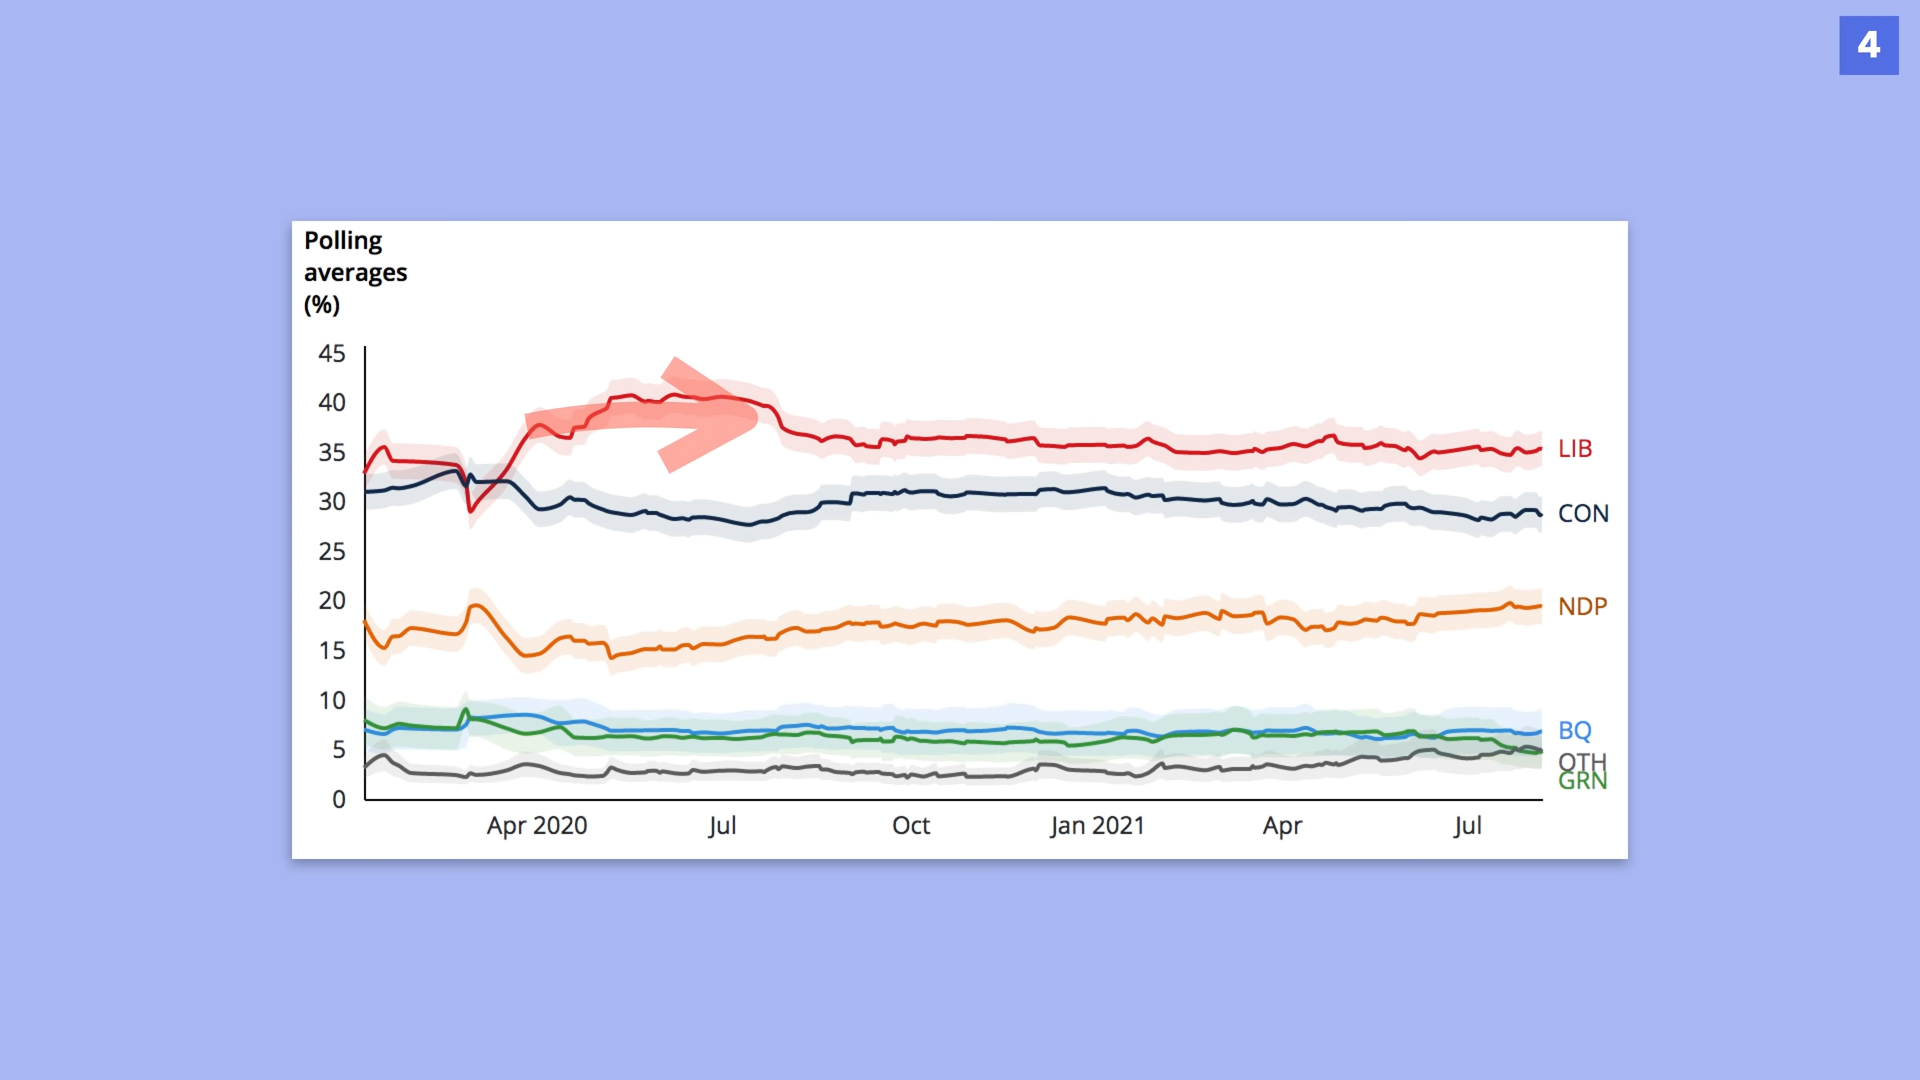 4
Polling
averages
(%)
45
40
35
30
25
20
15
10
5
0
LIB
CON
NDP
BQ
OTH
GRN
Apr 2020
Jul
Oct
Jan 2021
Apr
Jul